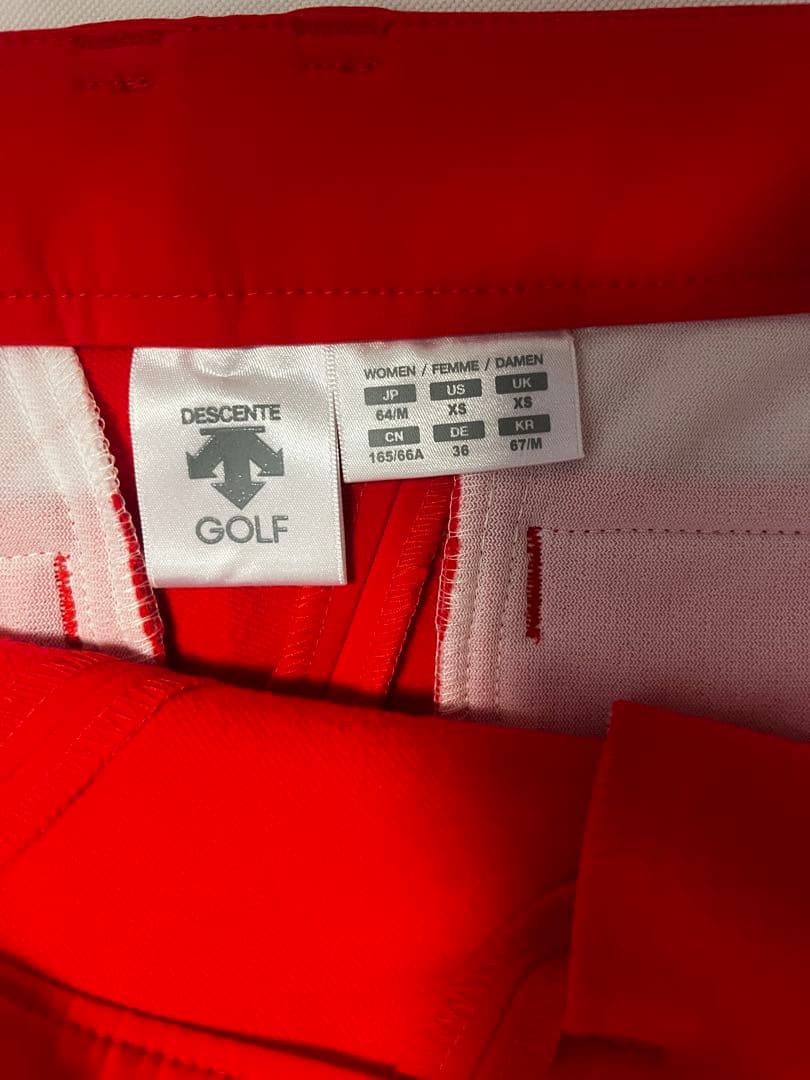 DESCENTE
GOLF
WOMEN / FEMME / DAMEN
JP US UK
64/M XS XS
CN DE KR
165/66A 36 67/M